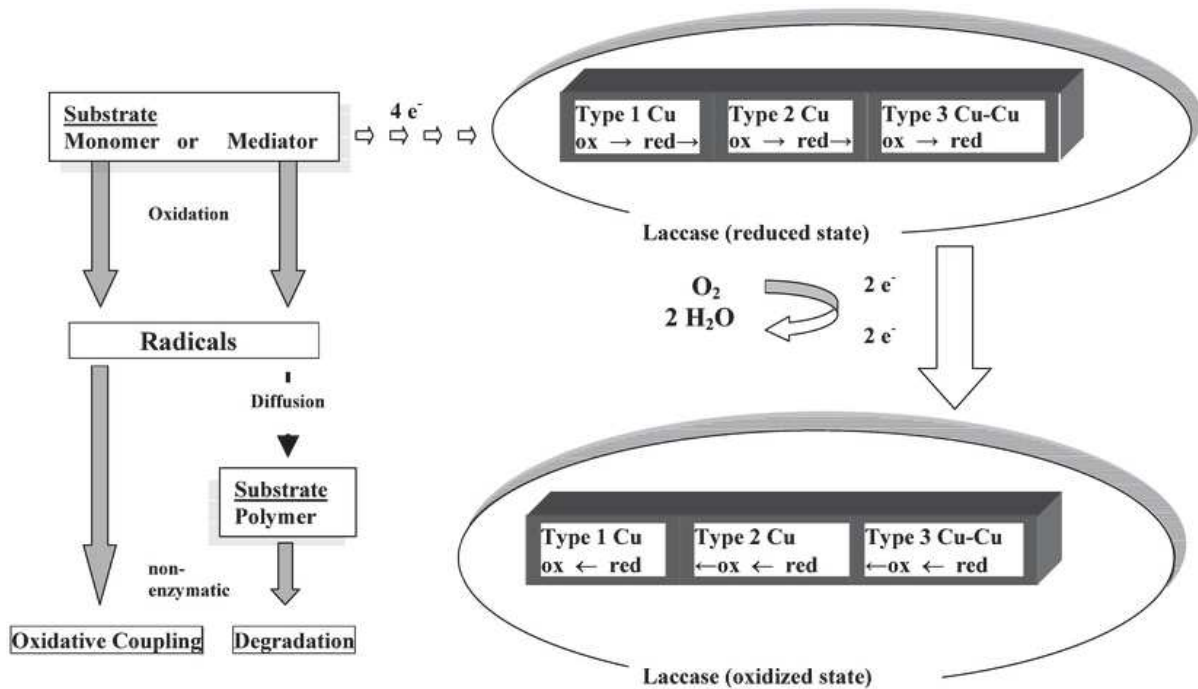 Substrate
Monomer or Mediator
4 e⁻
Type 1 Cu
ox → red→
Type 2 Cu
ox → red→
Type 3 Cu-Cu
ox → red
Laccase (reduced state)
Oxidation
O₂
2 H₂O
2 e⁻
2 e⁻
Radicals
Diffusion
Substrate
Polymer
non-
enzymatic
Oxidative Coupling
Degradation
Type 1 Cu
ox ← red
Type 2 Cu
←ox ← red
Type 3 Cu-Cu
←ox ← red
Laccase (oxidized state)